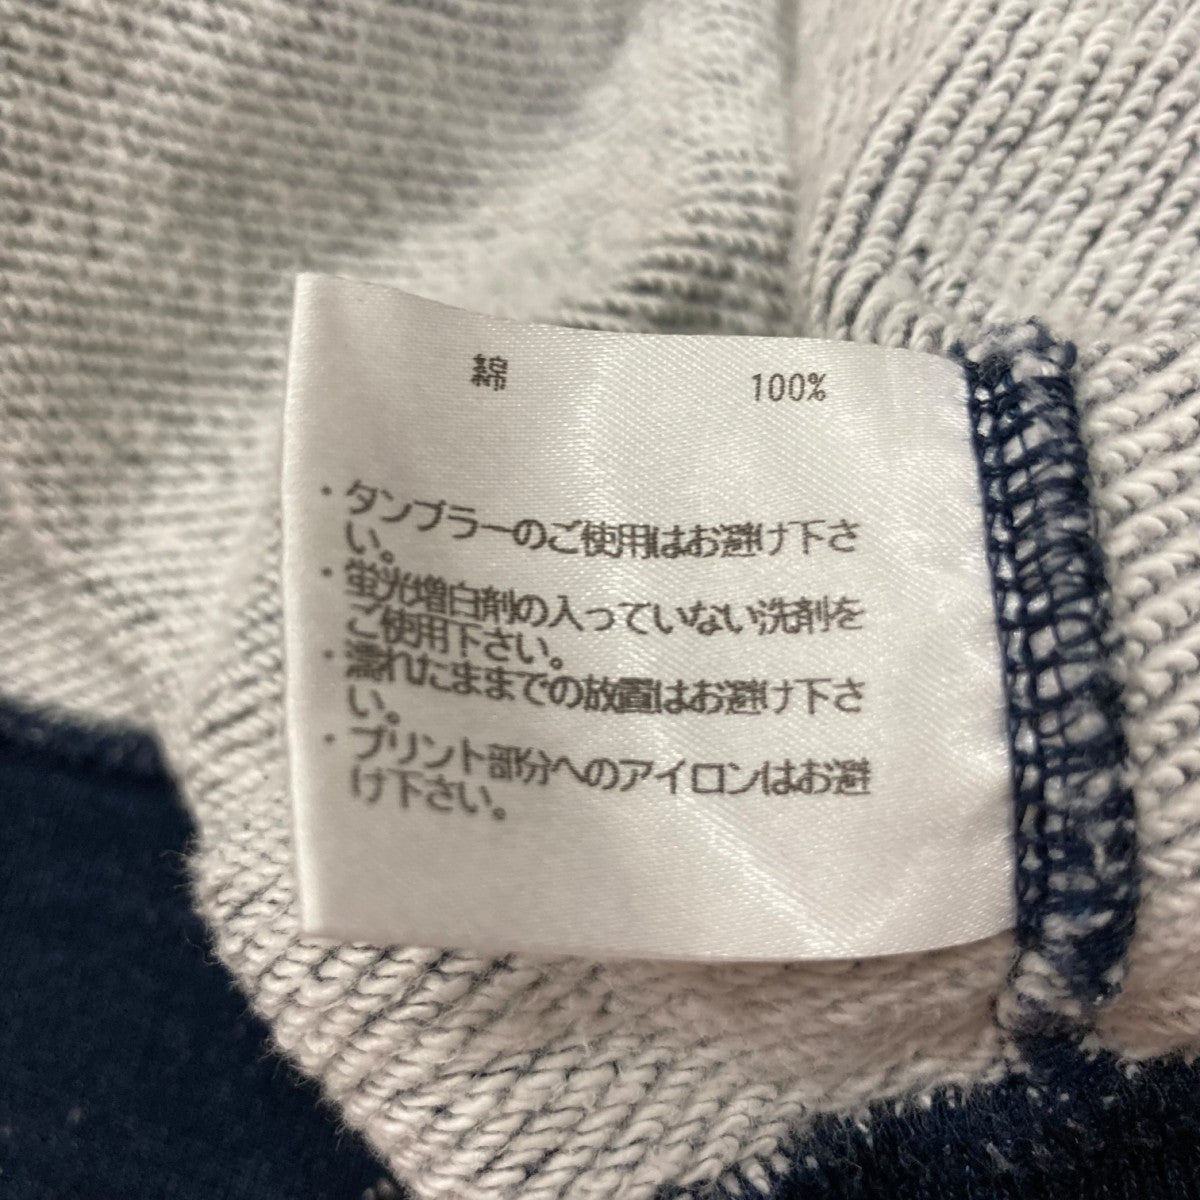 綿 100%
・タンブラーのご使用はお避け下さ
い。
・蛍光増白剤の入っていない洗剤を
ご使用下さい。
・濡れたままでの放置はお避け下さ
い。
・プリント部分へのアイロンはお避
け下さい。